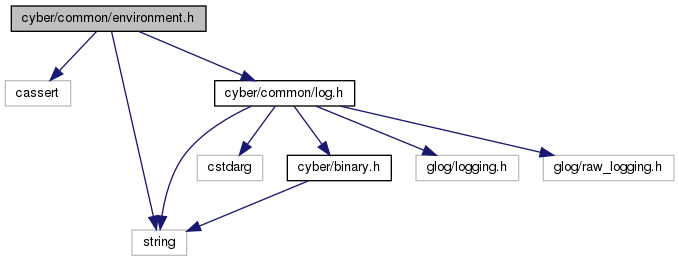 cyber/common/environment.h
cassert
cyber/common/log.h
cstdarg
cyber/binary.h
glog/logging.h
glog/raw_logging.h
string